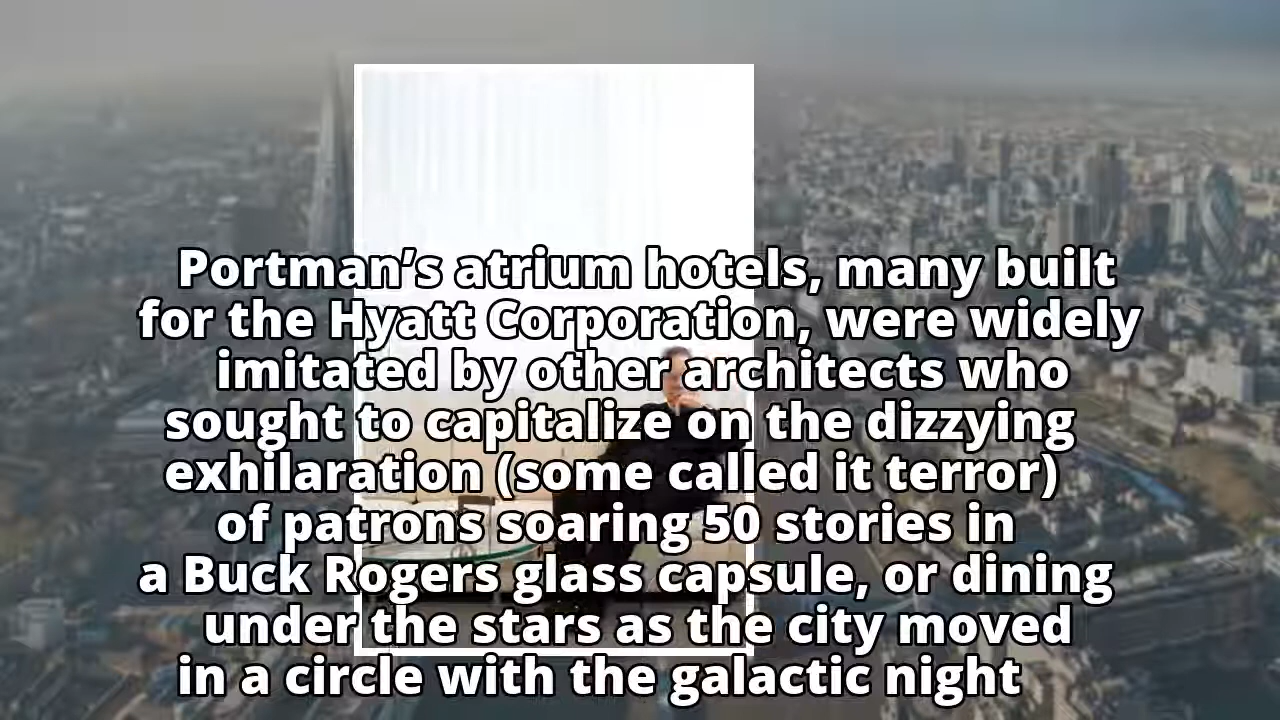 Portman’s atrium hotels, many built
for the Hyatt Corporation, were widely
imitated by other architects who
sought to capitalize on the dizzying
exhilaration (some called it terror)
of patrons soaring 50 stories in
a Buck Rogers glass capsule, or dining
under the stars as the city moved
in a circle with the galactic night